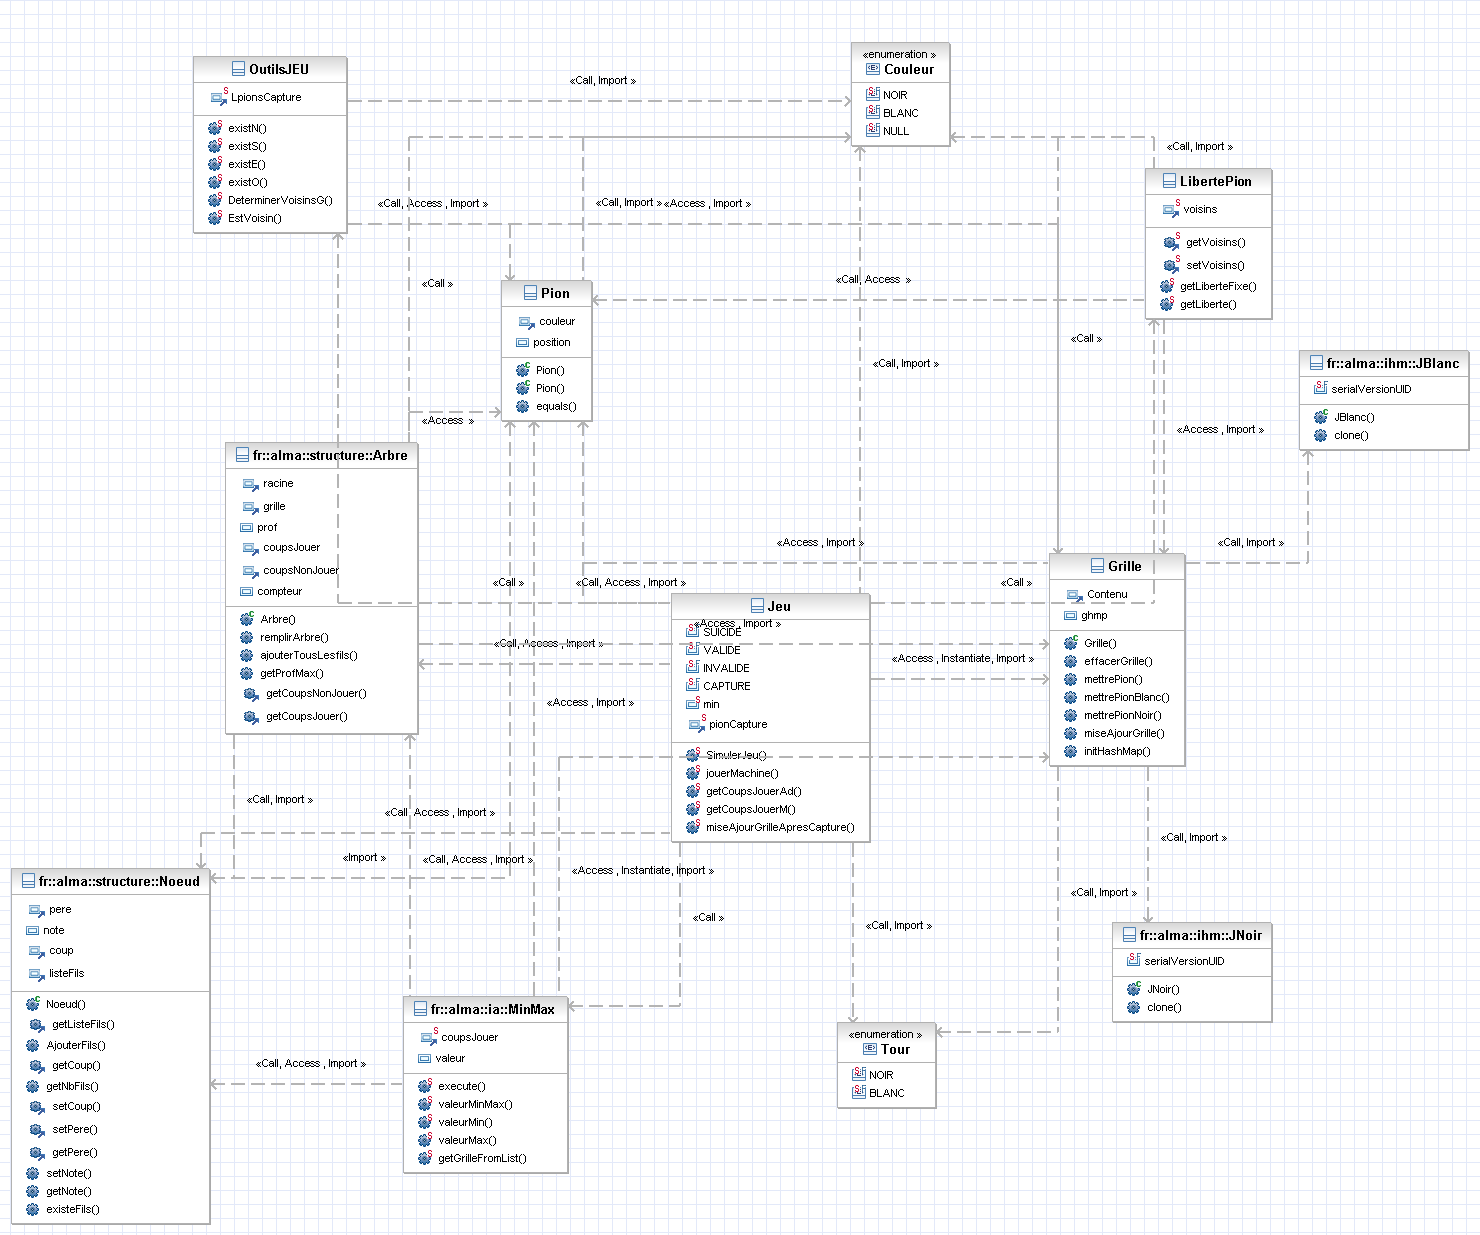 OutilsJEU
LpionsCapture
existN()
existS()
existE()
existO()
DeterminerVoisinsG()
EstVoisin()
«Call, Import »
«enumeration »
Couleur
NOIR
BLANC
NULL
«Call, Import »
LibertePion
voisins
getVoisins()
setVoisins()
getLiberteFixe()
getLiberte()
«Call, Access , Import »
«Call, Import »
«Access , Import »
«Call »
Pion
couleur
position
Pion()
Pion()
equals()
«Call, Access »
«Call »
«Call, Import »
fr::alma::ihm::JBlanc
serialVersionUID
JBlanc()
clone()
«Access »
«Access , Import »
fr::alma::structure::Arbre
racine
grille
prof
coupsJouer
coupsNonJouer
compteur
Arbre()
remplirArbre()
ajouterTousLesfils()
getProfMax()
getCoupsNonJouer()
getCoupsJouer()
«Access , Import »
«Call, Import »
«Call »
«Call, Access , Import »
«Call »
Grille
Contenu
ghmp
Grille()
effacerGrille()
mettrePion()
mettrePionBlanc()
mettrePionNoir()
miseAjourGrille()
initHashMap()
Jeu
«Access , Import »
SUICIDE
VALIDE
INVALIDE
CAPTURE
min
pionCapture
SimulerJeu()
jouerMachine()
getCoupsJouerAd()
getCoupsJouerM()
miseAjourGrilleApresCapture()
«Call, Access , Import »
«Access , Instantiate, Import »
«Access , Import »
«Call, Import »
«Call, Access , Import »
«Call, Import »
«Import »
«Call, Access , Import »
«Access , Instantiate, Import »
«Call »
«Call, Import »
«Call, Import »
fr::alma::structure::Noeud
pere
note
coup
listeFils
Noeud()
getListeFils()
AjouterFils()
getCoup()
getNbFils()
setCoup()
setPere()
getPere()
setNote()
getNote()
existeFils()
fr::alma::ihm::JNoir
serialVersionUID
JNoir()
clone()
«Call, Access , Import »
fr::alma::ia::MinMax
coupsJouer
valeur
execute()
valeurMinMax()
valeurMin()
valeurMax()
getGrilleFromList()
«enumeration »
Tour
NOIR
BLANC